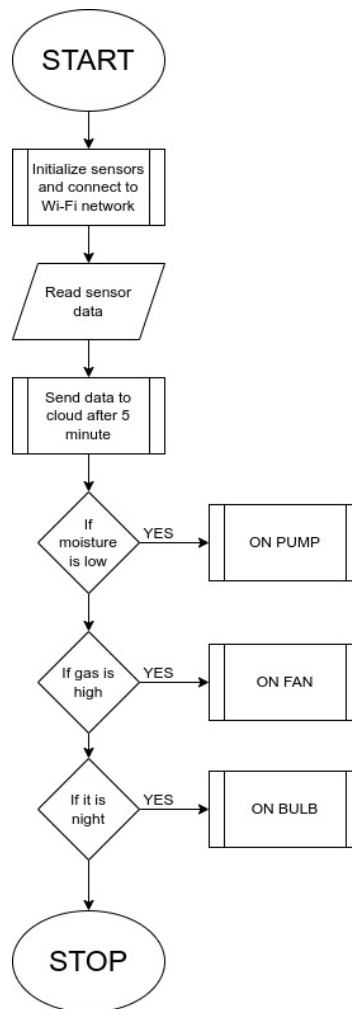 START
Initialize sensors
and connect to
Wi-Fi network
Read sensor
data
Send data to
cloud after 5
minute
If
moisture
is low
YES
ON PUMP
If gas is
high
YES
ON FAN
If it is
night
YES
ON BULB
STOP